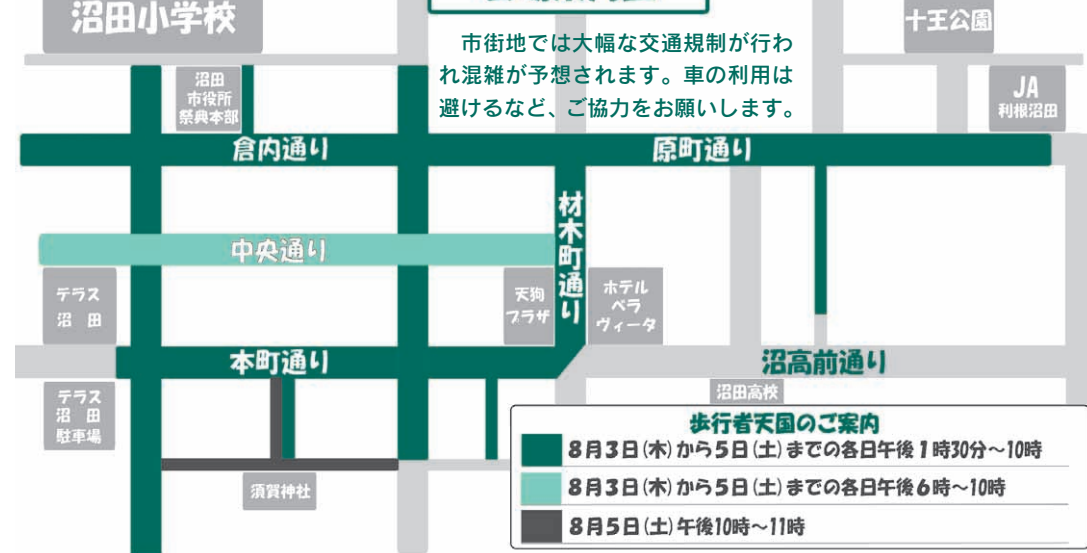 沼田小学校
十王公園
市街地では大幅な交通規制が行わ
れ混雑が予想されます。車の利用は
避けるなど、ご協力をお願いします。
沼田
市役所
祭典本部
JA
利根沼田
倉内通り
原町通り
材木町通り
中央通り
テラス
沼田
天狗
プラザ
ホテル
ベラ
ヴィータ
本町通り
沼高前通り
沼田高校
テラス
沼田
駐車場
須賀神社
歩行者天国のご案内
8月3日(木)から5日(土)までの各日午後1時30分~10時
8月3日(木)から5日(土)までの各日午後6時~10時
8月5日(土)午後10時~11時